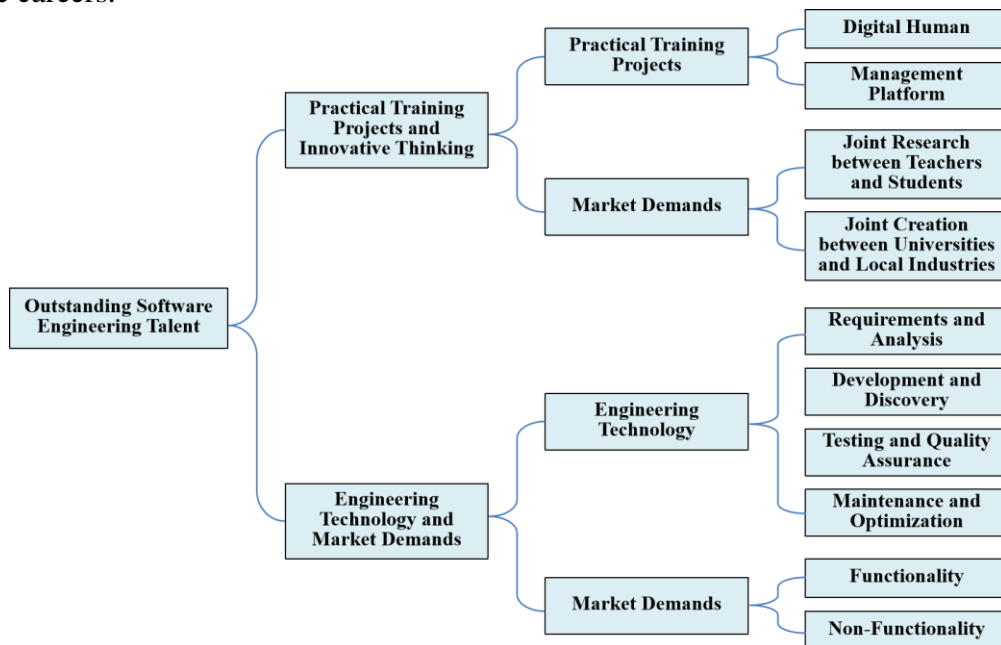 careers.
Digital Human
Practical Training
Projects
Management
Platform
Practical Training
Projects and
Innovative Thinking
Joint Research
between Teachers
and Students
Market Demands
Joint Creation
between Universities
and Local Industries
Outstanding Software
Engineering Talent
Requirements and
Analysis
Development and
Discovery
Engineering
Technology
Testing and Quality
Assurance
Maintenance and
Optimization
Engineering
Technology and
Market Demands
Functionality
Market Demands
Non-Functionality